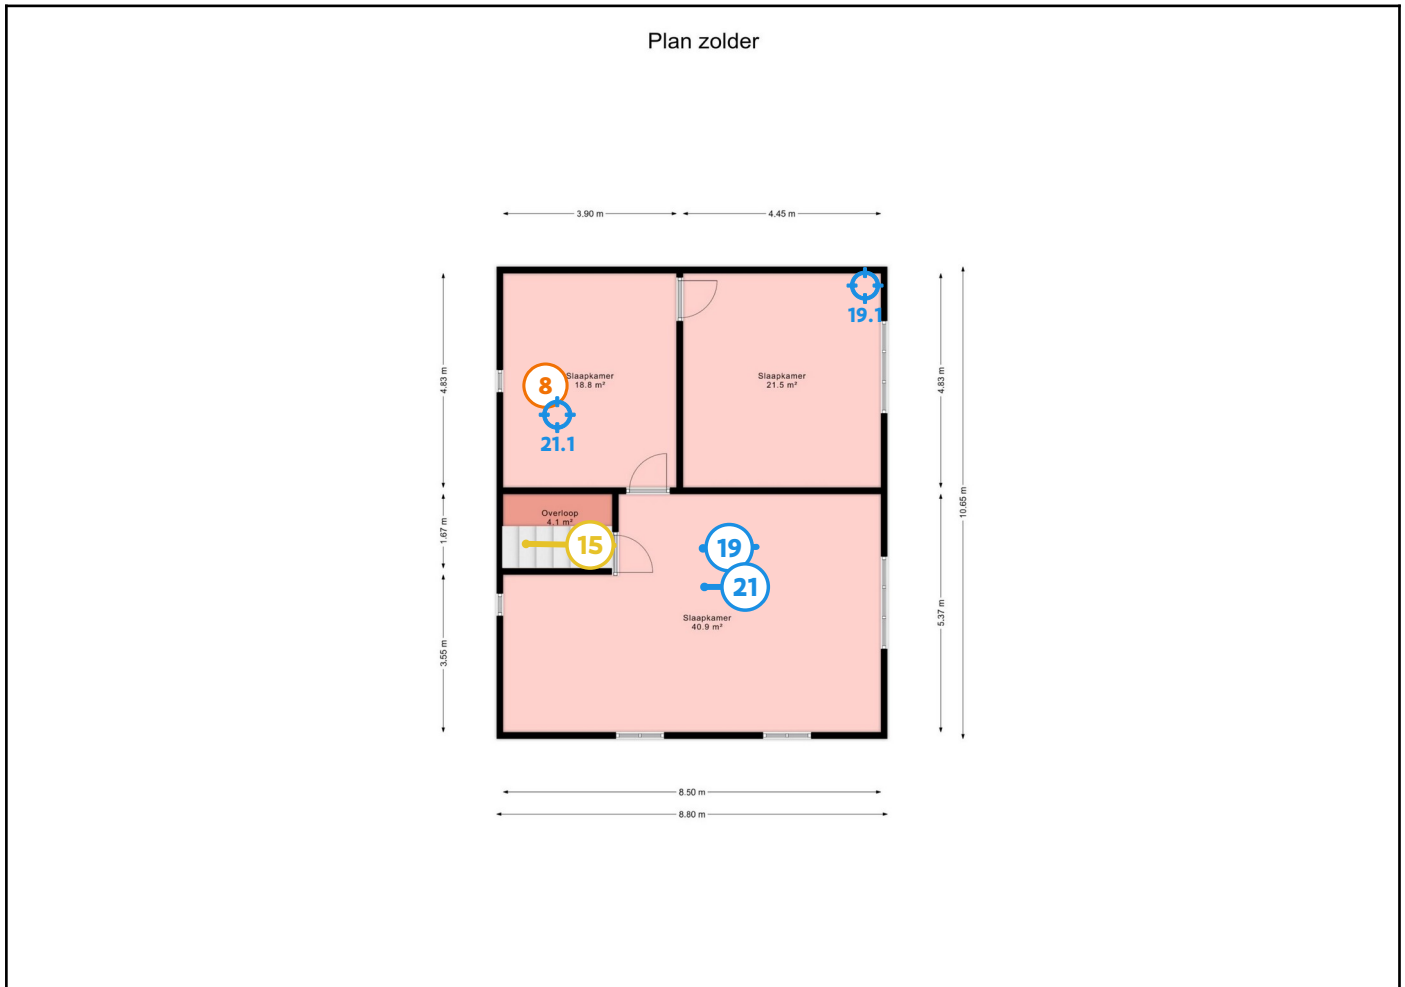 Plan zolder
3.90 m
4.45 m
4.83 m
4.83 m
19.1
Slaapkamer
18.8 m²
Slaapkamer
21.5 m²
8
21.1
10.65 m
1.67 m
Overloop
4.1 m²
15
19
21
Slaapkamer
40.9 m²
5.37 m
3.55 m
8.50 m
8.80 m